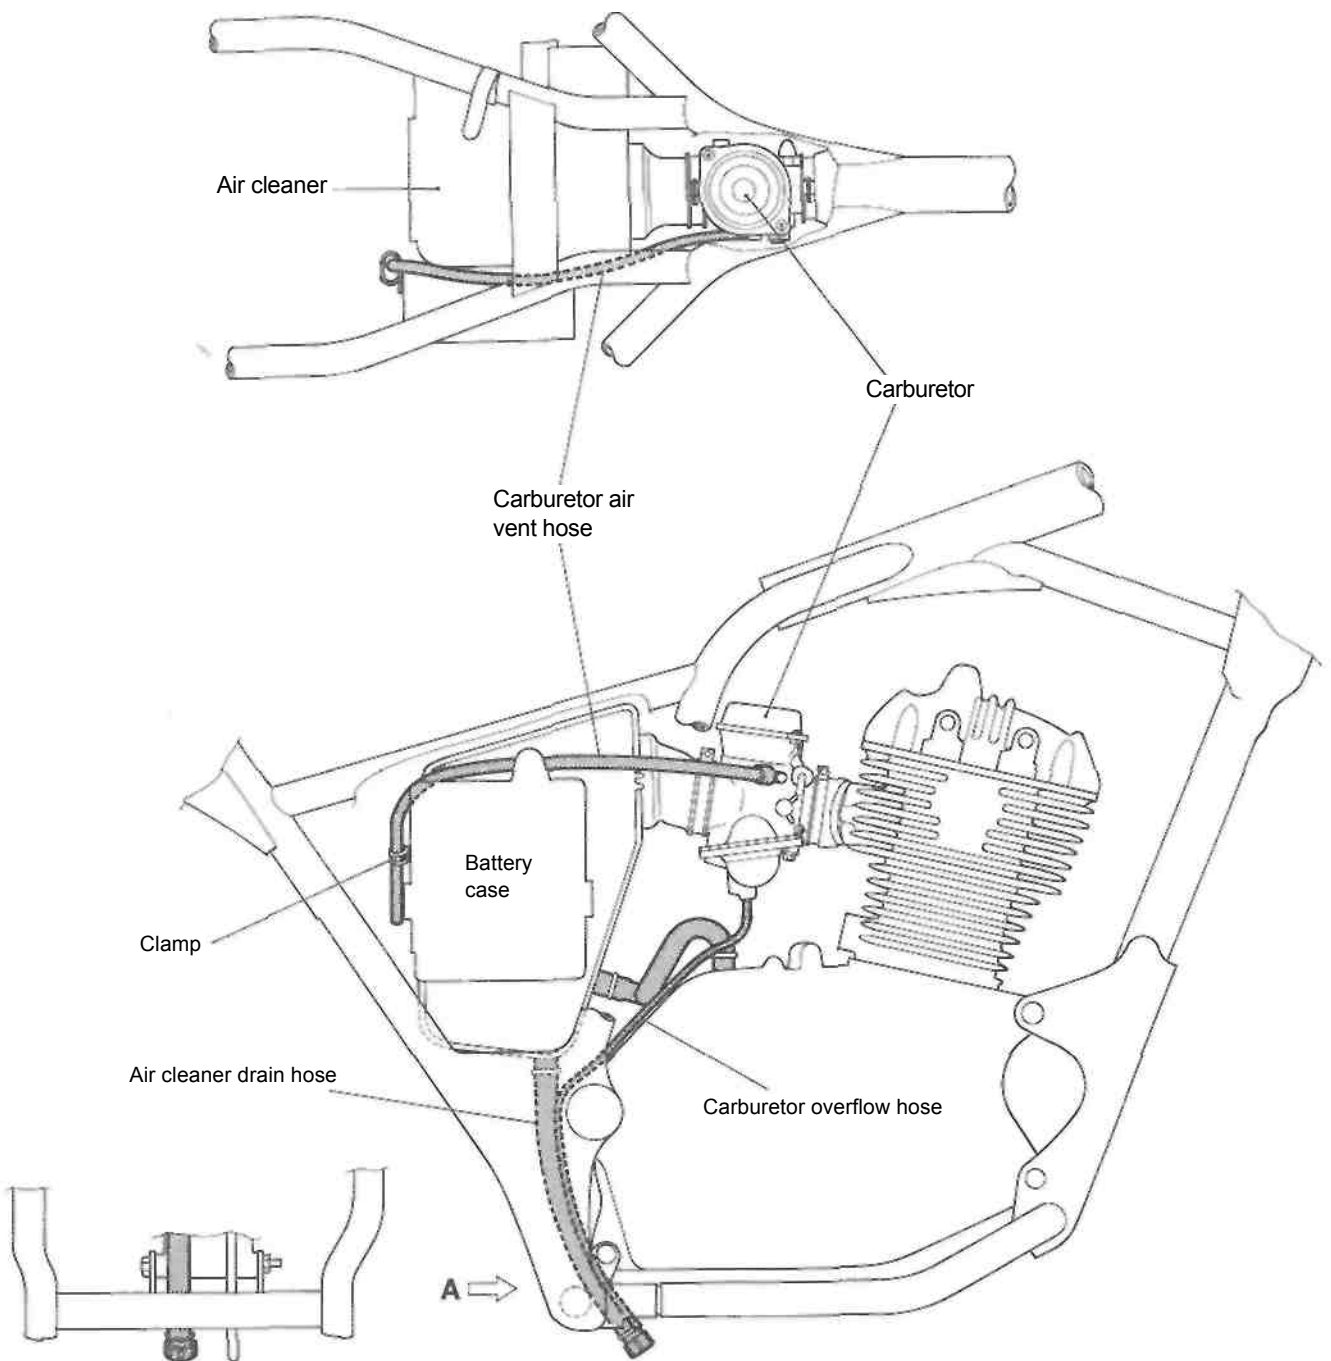 Air cleaner
Carburetor
Carburetor air
vent hose
Battery
case
Clamp
Air cleaner drain hose
Carburetor overflow hose
A